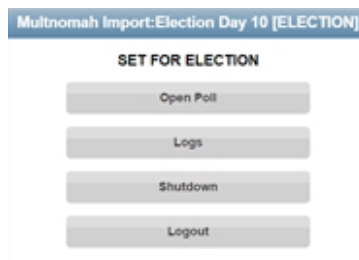 Multnomah Import:Election Day 10 [ELECTION]
SET FOR ELECTION
Open Poll
Logs
Shutdown
Logout